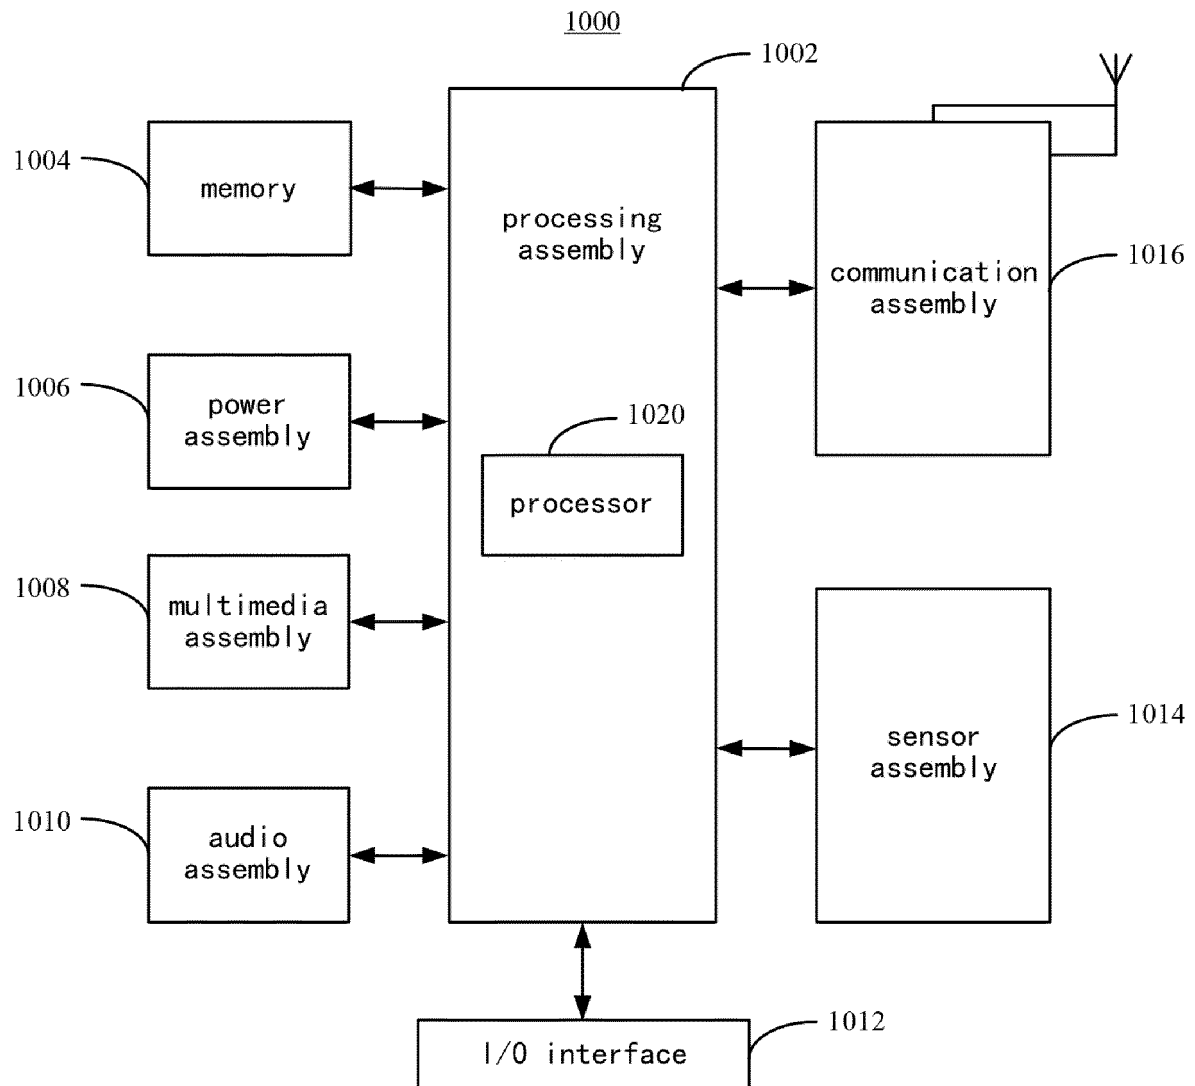 1000
1002
1004
memory
processing
assembly
communication
assembly
1016
1006
power
assembly
1020
processor
1008
multimedia
assembly
sensor
assembly
1014
1010
audio
assembly
1012
I/O interface